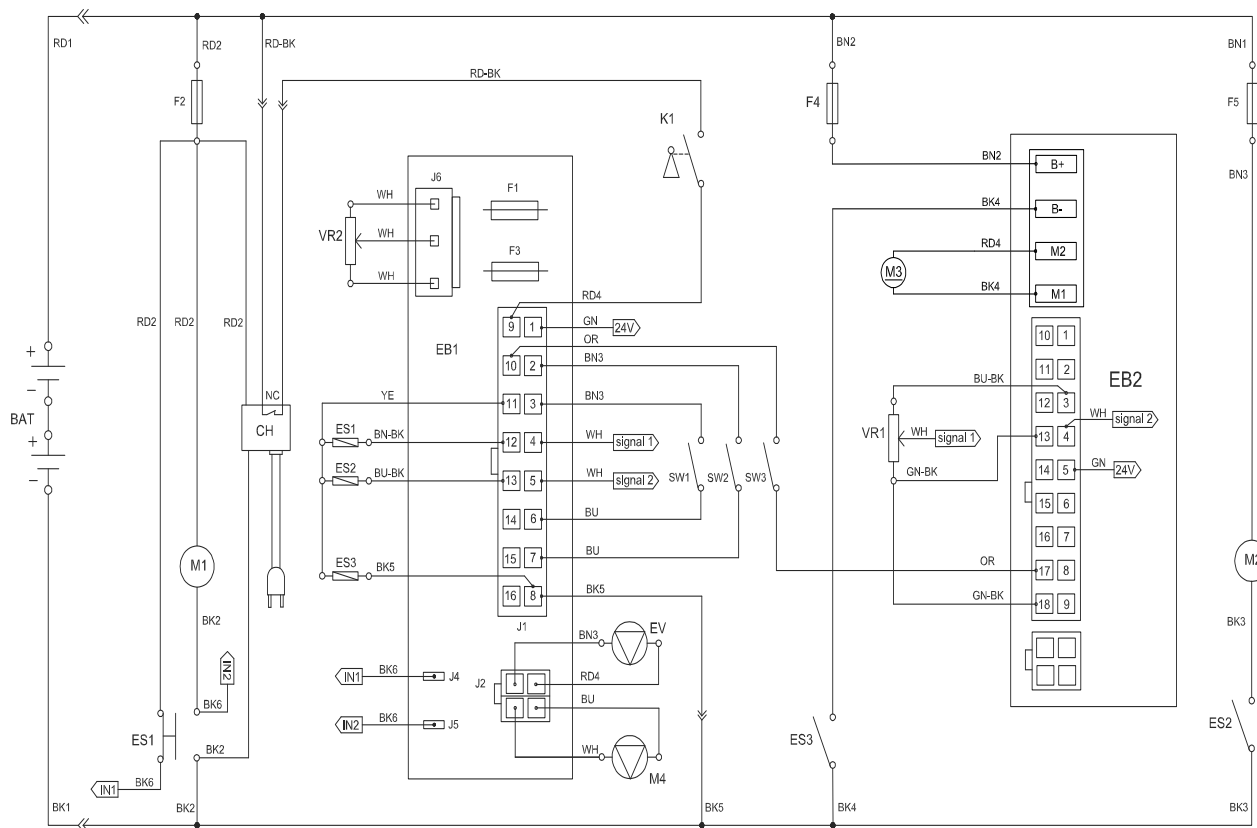 RD1
RD2
RD-BK
BN2
BN1
RD-BK
F2
K1
F4
F5
BN2
B+
BN3
J6
WH
F1
VR2
WH
BK4
B-
F3
WH
RD4
M2
M3
BK4
M1
RD4
9 1
GN
24V
OR
EB1
10 2
BN3
YE
11 3
BN3
ES1
BN-BK
12 4
WH
signal 1
ES2
BU-BK
13 5
WH
signal 2
SW1
SW2
SW3
14 6
BU
15 7
BU
ES3
BK5
16 8
BK5
J1
RD2
RD2
RD2
+
-
BAT
+
-
NC
CH
10 1
11 2
EB2
BU-BK
12 3
WH
signal 2
VR1
WH
signal 1
13 4
GN-BK
14 5
GN
24V
15 6
16 7
OR
17 8
GN-BK
18 9
M1
M2
BK2
BK3
IN2
BK6
ES1
BK2
IN1
BK6
BN3
EV
IN1
BK6
J4
J2
RD4
BU
IN2
BK6
J5
WH
M4
ES3
ES2
BK1
BK2
BK5
BK4
BK3